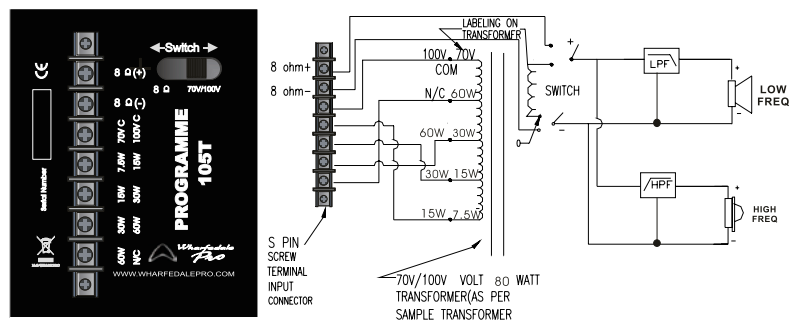 Switch
8 Ω
70V/100V
8 Ω (+)
8 Ω (-)
70V C 100V C
7.5W 15W
15W 30W
30W 60W
60W N/C
CE
Serial Number
PROGRAMME
105T
Wharfedale
Pro
WWW.WHARFEDALEPRO.COM
8 ohm+
8 ohm-
LABELING ON
TRANSFORMER
100V 70V
COM
N/C 60W
60W 30W
30W 15W
15W 7.5W
SWITCH
+
-
LPF
+
-
LOW
FREQ
HPF
+
-
HIGH
FREQ
S PIN
SCREW
TERMINAL
INPUT
CONNECTOR
70V/100V VOLT 80 WATT
TRANSFORMER(AS PER
SAMPLE TRANSFORMER